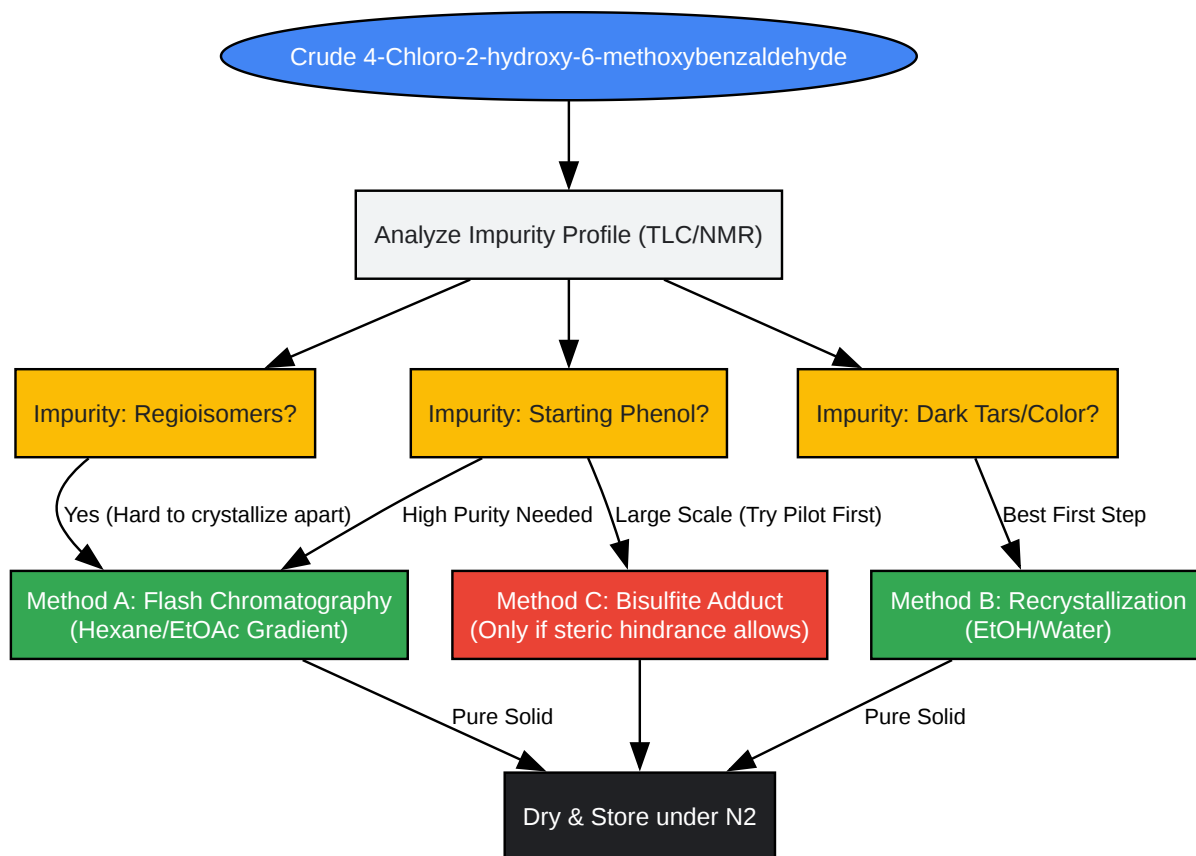 Crude 4-Chloro-2-hydroxy-6-methoxybenzaldehyde
Analyze Impurity Profile (TLC/NMR)
Impurity: Regioisomers?
Impurity: Starting Phenol?
Impurity: Dark Tars/Color?
Yes (Hard to crystallize apart)
High Purity Needed
Large Scale (Try Pilot First)
Best First Step
Method A: Flash Chromatography
(Hexane/EtOAc Gradient)
Method C: Bisulfite Adduct
(Only if steric hindrance allows)
Method B: Recrystallization
(EtOH/Water)
Pure Solid
Pure Solid
Dry & Store under N2